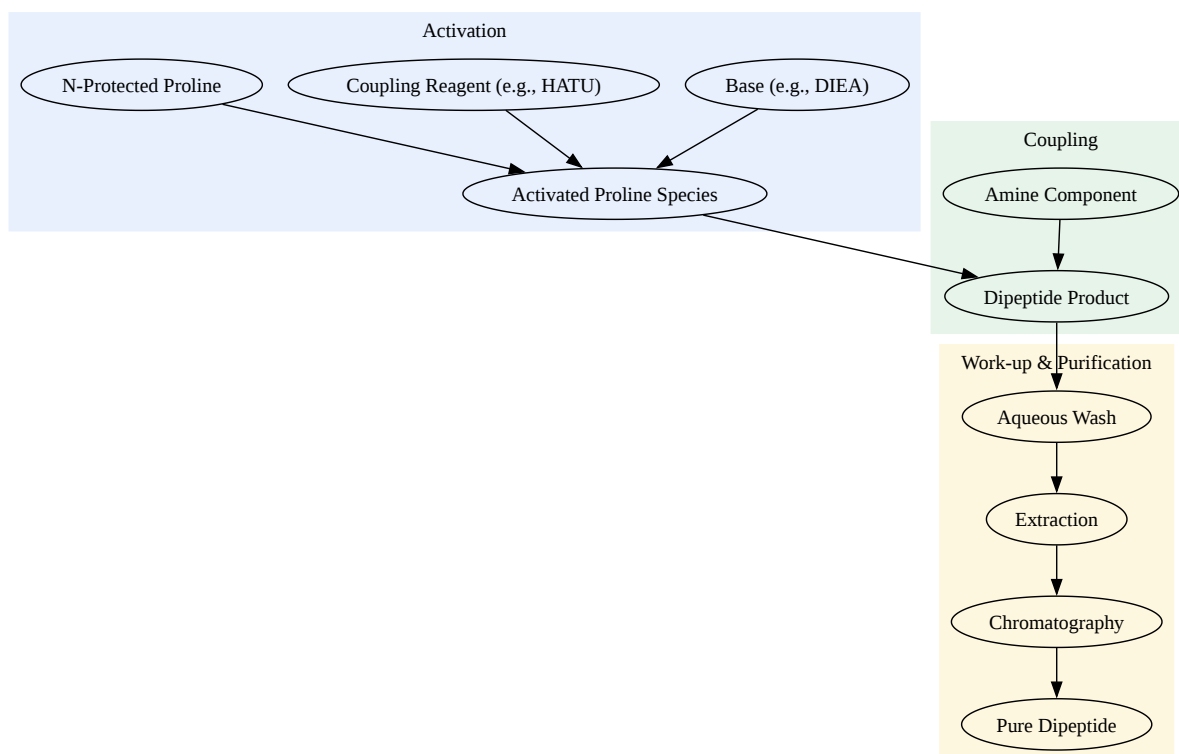 Activation
N-Protected Proline
Coupling Reagent (e.g., HATU)
Base (e.g., DIEA)
Activated Proline Species
Coupling
Amine Component
Dipeptide Product
Work-up & Purification
Aqueous Wash
Extraction
Chromatography
Pure Dipeptide